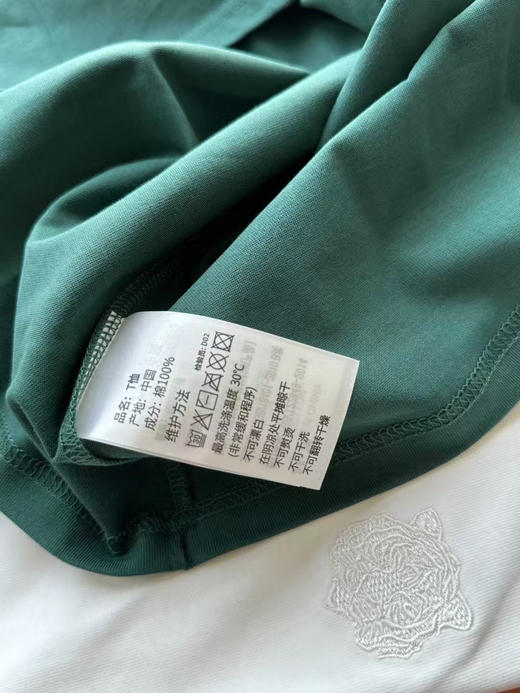 品名: T恤
产地: 中国
成分: 棉100%
维护方法
检验员: D02
最高洗涤温度 30℃
(非常缓和程序)
不可漂白
在阴凉处平摊晾干
不可熨烫
不可干洗
不可翻转干燥